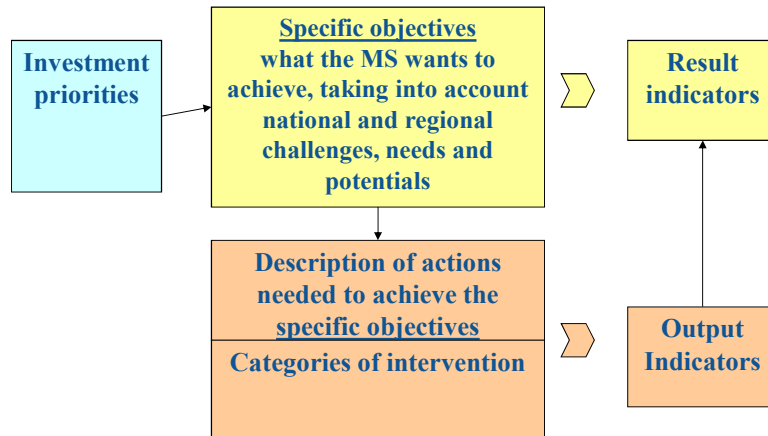 Investment
priorities
Specific objectives
what the MS wants to
achieve, taking into account
national and regional
challenges, needs and
potentials
Result
indicators
Description of actions
needed to achieve the
specific objectives
Categories of intervention
Output
Indicators